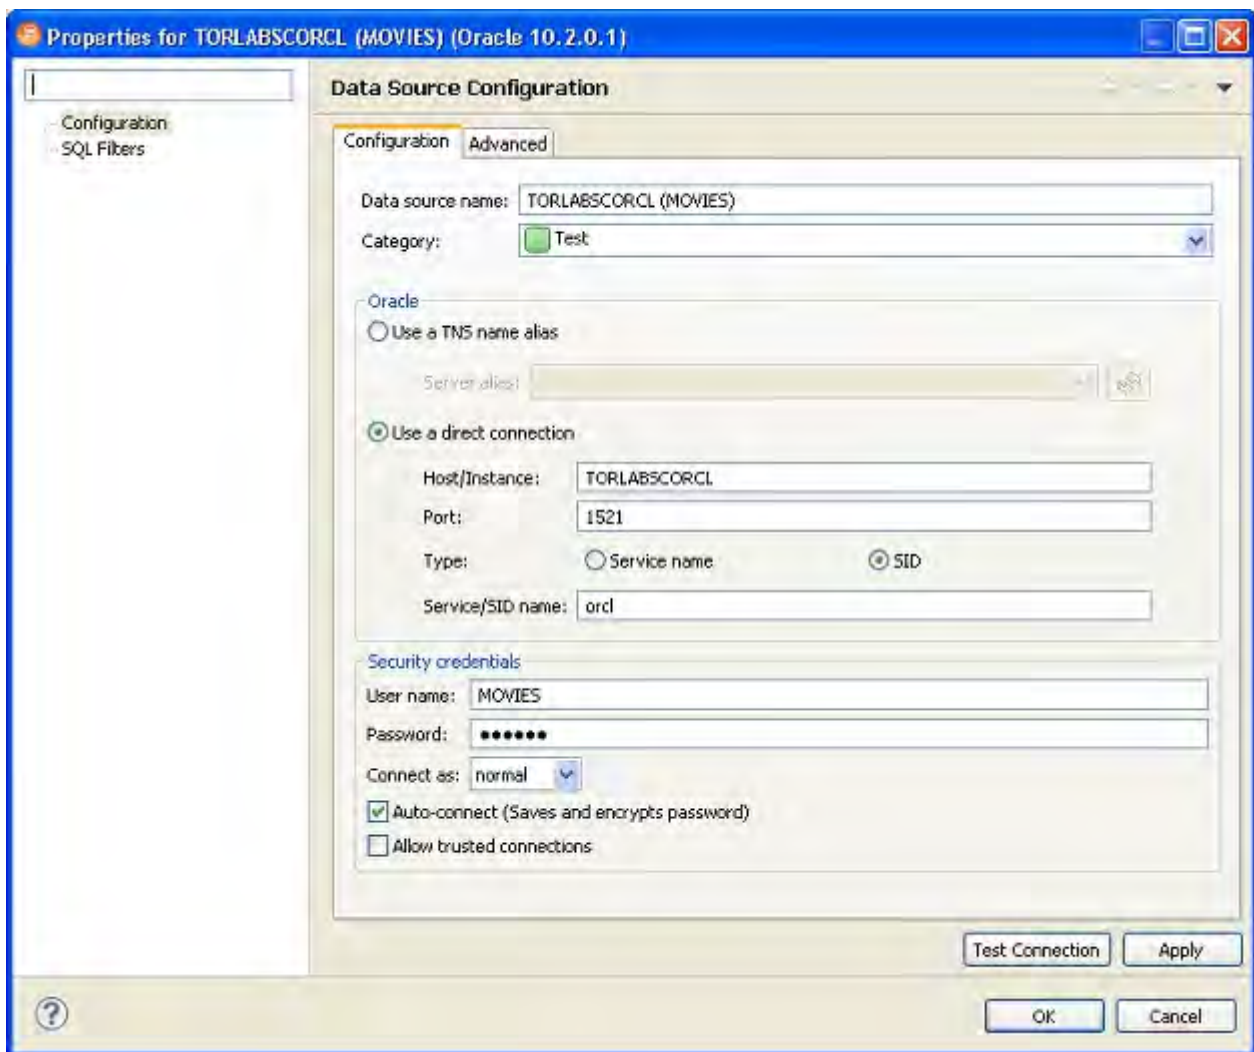 Properties for TORLABSCORCL (MOVIES) (Oracle 10.2.0.1)
Configuration
SQL Filters
Data Source Configuration
Configuration Advanced
Data source name: TORLABSCORCL (MOVIES)
Category: Test
Oracle
Use a TNS name alias
Server alias:
Use a direct connection
Host/Instance: TORLABSCORCL
Port: 1521
Type: Service name SID
Service/SID name: orcl
Security credentials
User name: MOVIES
Password: ●●●●●●
Connect as: normal
Auto-connect (Saves and encrypts password)
Allow trusted connections
Test Connection Apply
? OK Cancel